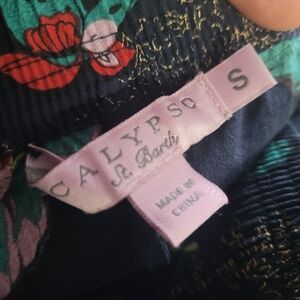 CALYPSO
St. Barth
S
MADE IN
CHINA